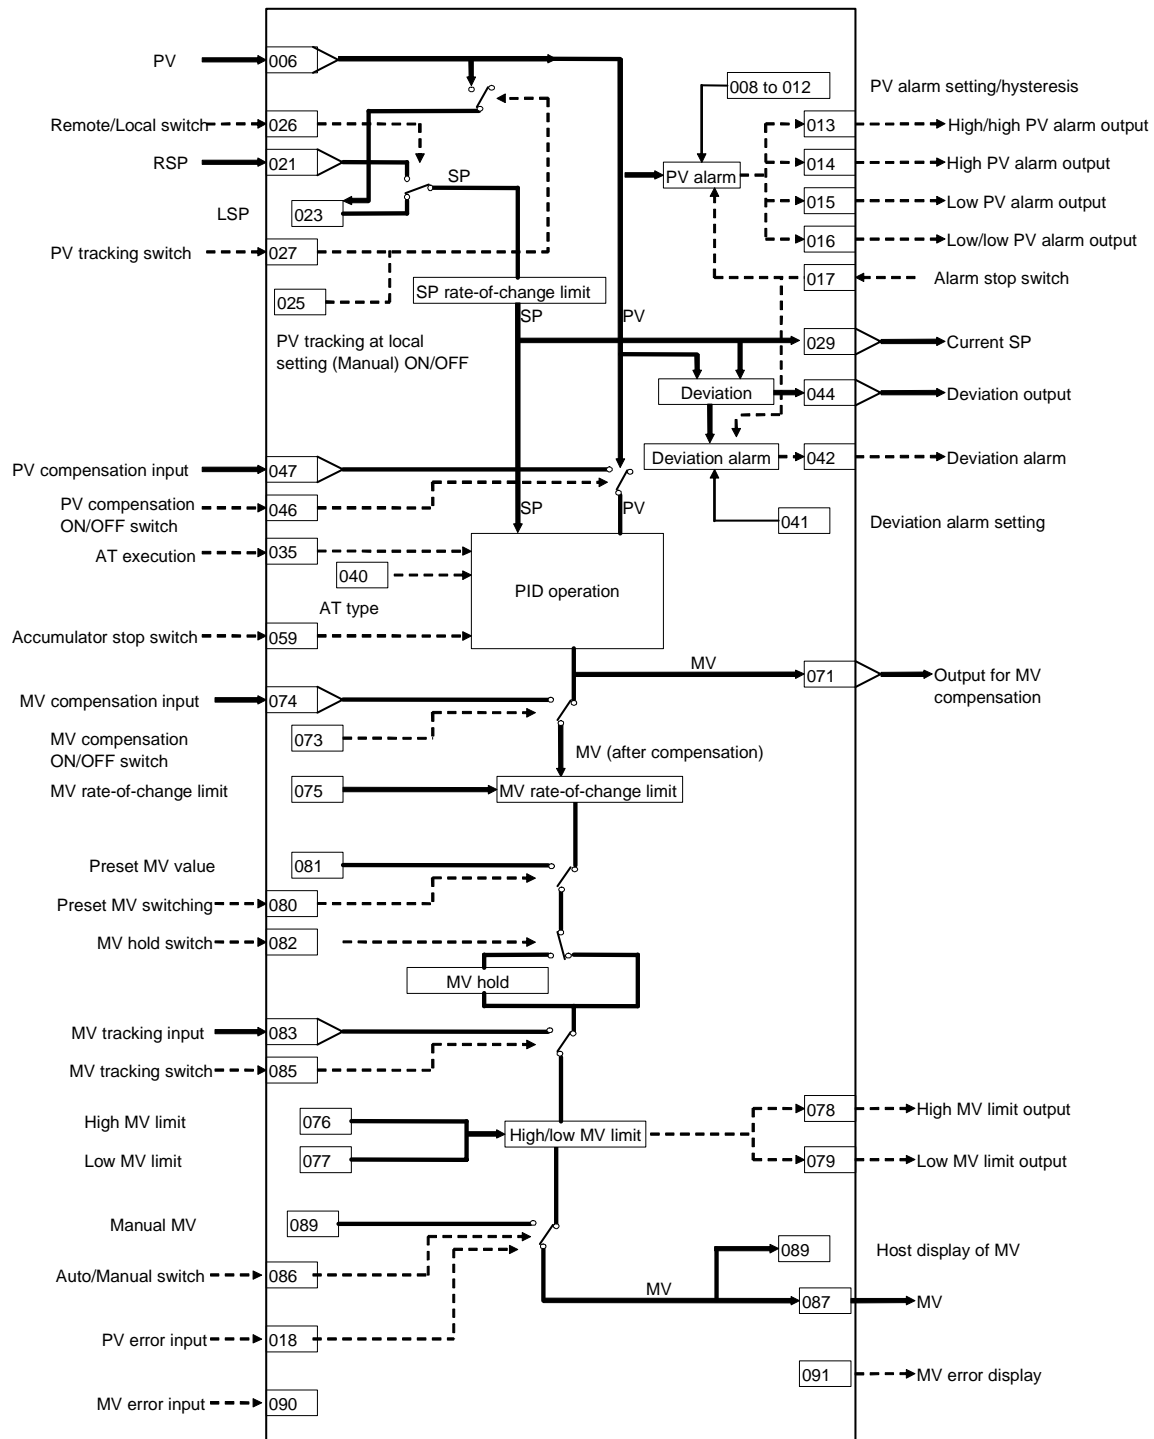 PV
006
008 to 012
PV alarm setting/hysteresis
Remote/Local switch
026
013
High/high PV alarm output
RSP
021
SP
PV alarm
014
High PV alarm output
LSP
023
015
Low PV alarm output
PV tracking switch
027
016
Low/low PV alarm output
017
Alarm stop switch
025
SP rate-of-change limit
SP
PV
PV tracking at local
setting (Manual) ON/OFF
029
Current SP
Deviation
044
Deviation output
PV compensation input
047
Deviation alarm
042
Deviation alarm
PV compensation
ON/OFF switch
046
SP
PV
041
Deviation alarm setting
AT execution
035
040
AT type
PID operation
Accumulator stop switch
059
MV
071
Output for MV
compensation
MV compensation input
074
MV compensation
ON/OFF switch
073
MV (after compensation)
MV rate-of-change limit
075
MV rate-of-change limit
Preset MV value
081
Preset MV switching
080
MV hold switch
082
MV hold
MV tracking input
083
MV tracking switch
085
High MV limit
076
078
High MV limit output
High/low MV limit
Low MV limit
077
079
Low MV limit output
Manual MV
089
089
Host display of MV
Auto/Manual switch
086
MV
087
MV
PV error input
018
091
MV error display
MV error input
090